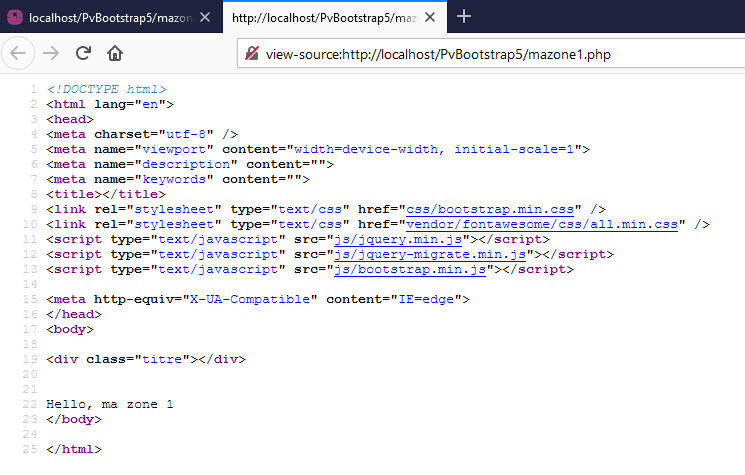 localhost/PvBootstrap5/mazon
http://localhost/PvBootstrap5/maz
view-source:http://localhost/PvBootstrap5/mazone1.php
1 <!DOCTYPE html>
2 <html lang="en">
3 <head>
4 <meta charset="utf-8" />
5 <meta name="viewport" content="width=device-width, initial-scale=1">
6 <meta name="description" content="">
7 <meta name="keywords" content="">
8 <title></title>
9 <link rel="stylesheet" type="text/css" href="css/bootstrap.min.css" />
10 <link rel="stylesheet" type="text/css" href="vendor/fontawesome/css/all.min.css" />
11 <script type="text/javascript" src="js/jquery.min.js"></script>
12 <script type="text/javascript" src="js/jquery-migrate.min.js"></script>
13 <script type="text/javascript" src="js/bootstrap.min.js"></script>
14
15 <meta http-equiv="X-UA-Compatible" content="IE=edge">
16 </head>
17 <body>
18
19 <div class="titre"></div>
20
21
22 Hello, ma zone 1
23 </body>
24
25 </html>